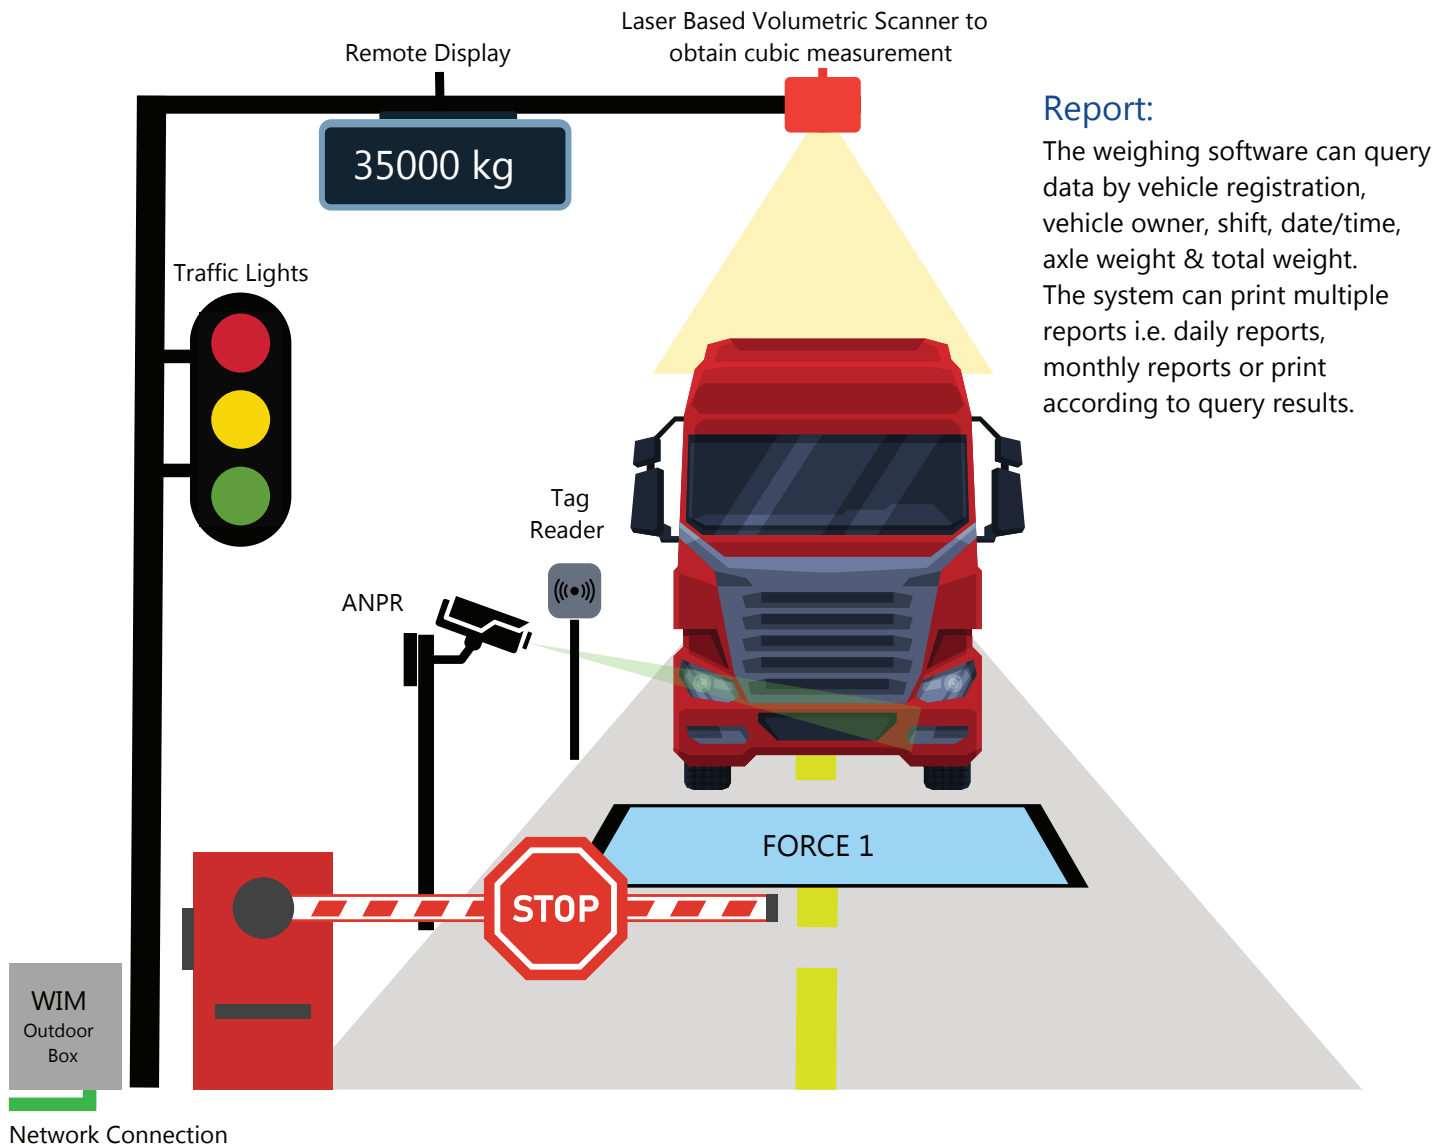 Laser Based Volumetric Scanner to
obtain cubic measurement
Remote Display
35000 kg
Report:
The weighing software can query
data by vehicle registration,
vehicle owner, shift, date/time,
axle weight & total weight.
The system can print multiple
reports i.e. daily reports,
monthly reports or print
according to query results.
Traffic Lights
Tag
Reader
ANPR
FORCE 1
STOP
WIM
Outdoor
Box
Network Connection